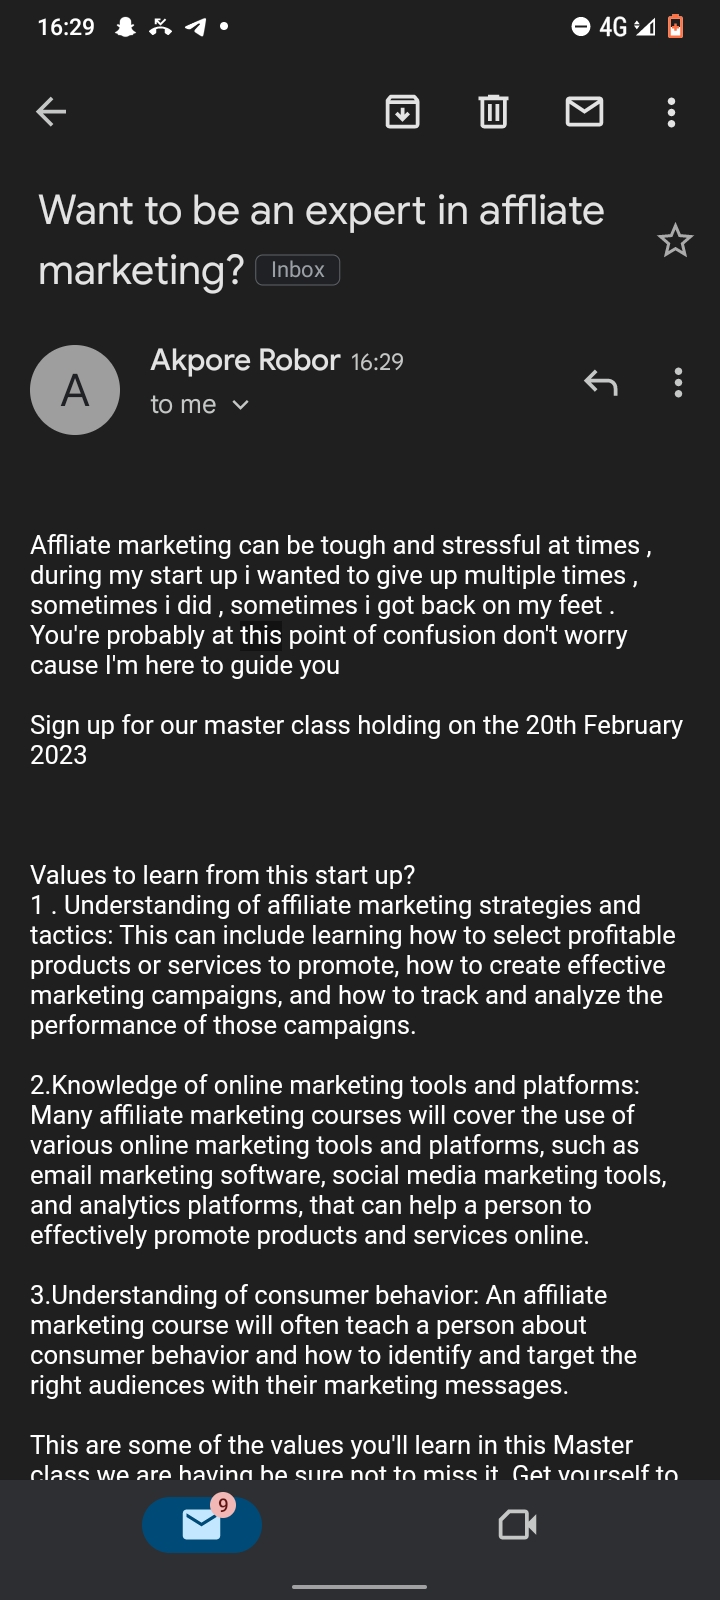 16:29
4G
Want to be an expert in affliate
marketing? Inbox
A
Akpore Robor 16:29
to me
Affliate marketing can be tough and stressful at times ,
during my start up i wanted to give up multiple times ,
sometimes i did , sometimes i got back on my feet .
You're probably at this point of confusion don't worry
cause I'm here to guide you
Sign up for our master class holding on the 20th February
2023
Values to learn from this start up?
1 . Understanding of affiliate marketing strategies and
tactics: This can include learning how to select profitable
products or services to promote, how to create effective
marketing campaigns, and how to track and analyze the
performance of those campaigns.
2.Knowledge of online marketing tools and platforms:
Many affiliate marketing courses will cover the use of
various online marketing tools and platforms, such as
email marketing software, social media marketing tools,
and analytics platforms, that can help a person to
effectively promote products and services online.
3.Understanding of consumer behavior: An affiliate
marketing course will often teach a person about
consumer behavior and how to identify and target the
right audiences with their marketing messages.
This are some of the values you'll learn in this Master
class we are having be sure not to miss it. Get yourself to
9